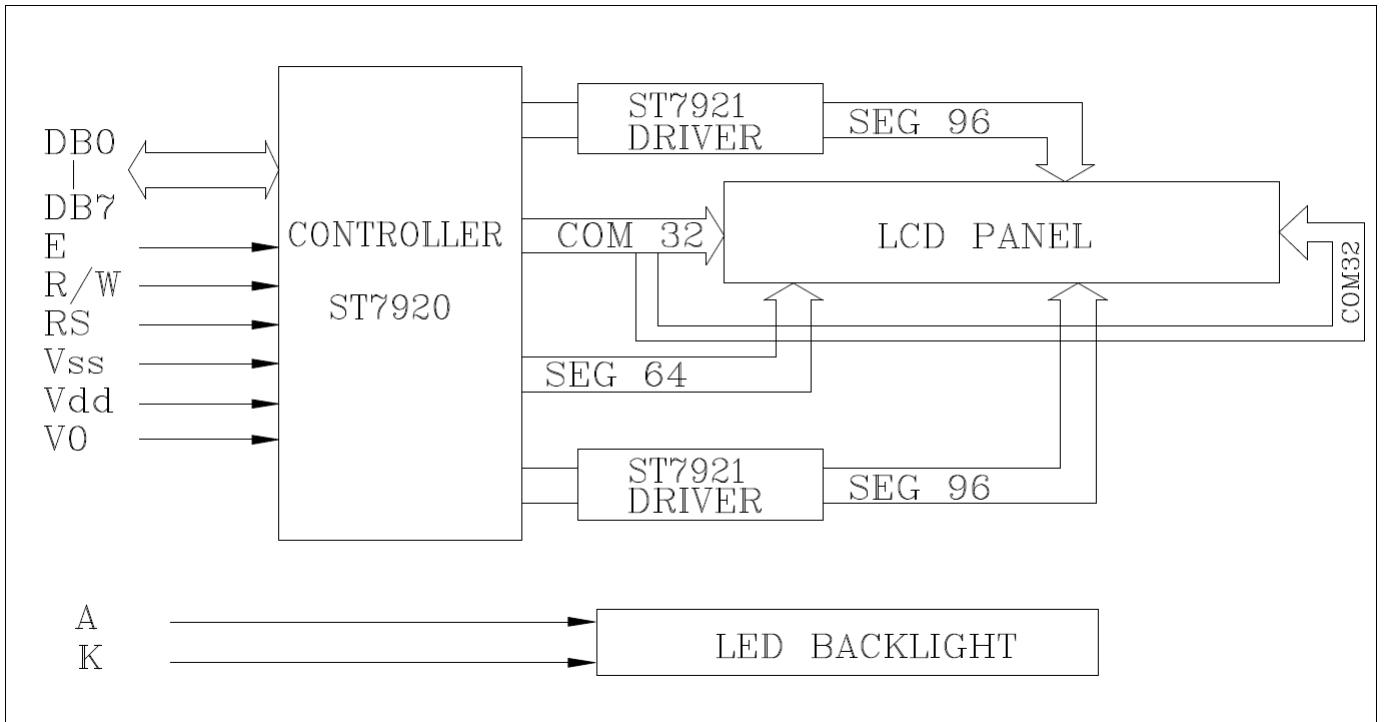 DB0
DB7
E
R/W
RS
Vss
Vdd
V0
CONTROLLER
ST7920
ST7921
DRIVER
SEG 96
COM 32
LCD PANEL
COM32
SEG 64
ST7921
DRIVER
SEG 96
A
K
LED BACKLIGHT